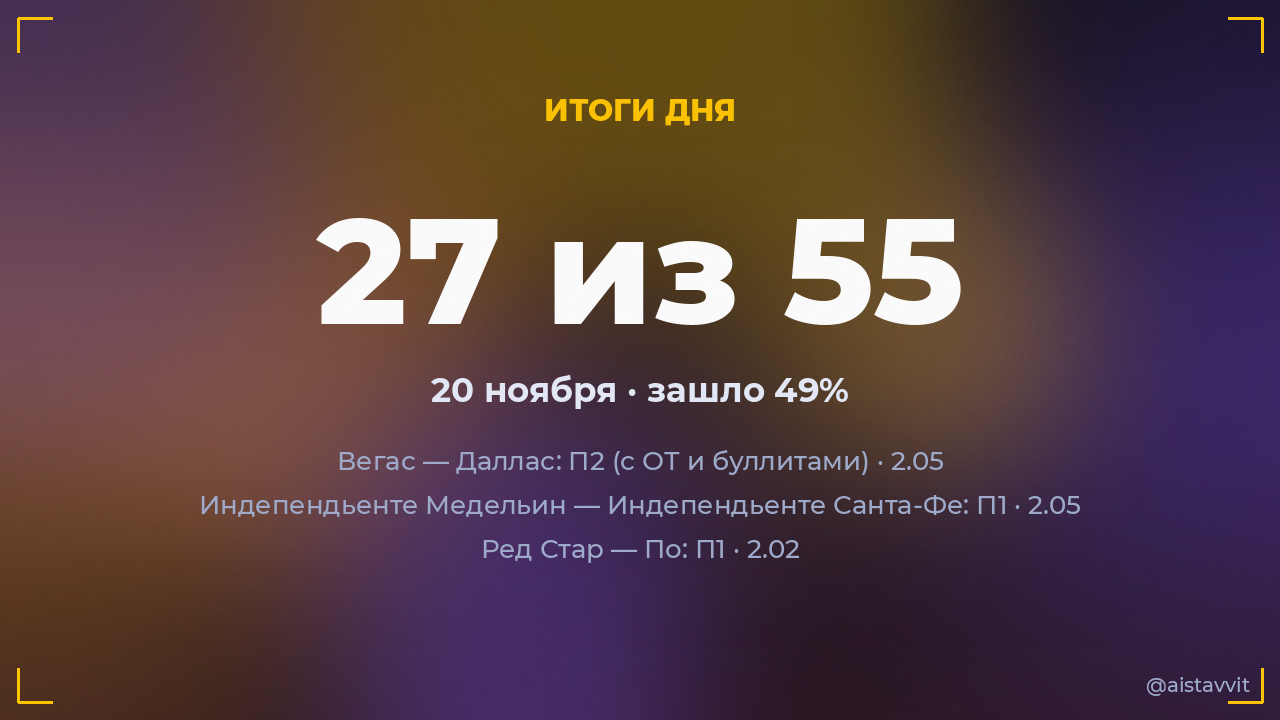 ИТОГИ ДНЯ
27 из 55
20 ноября · зашло 49%
Вегас — Даллас: П2 (с ОТ и буллитами) · 2.05
Индепендьенте Медельин — Индепендьенте Санта-Фе: П1 · 2.05
Ред Стар — По: П1 · 2.02
@aistavvit